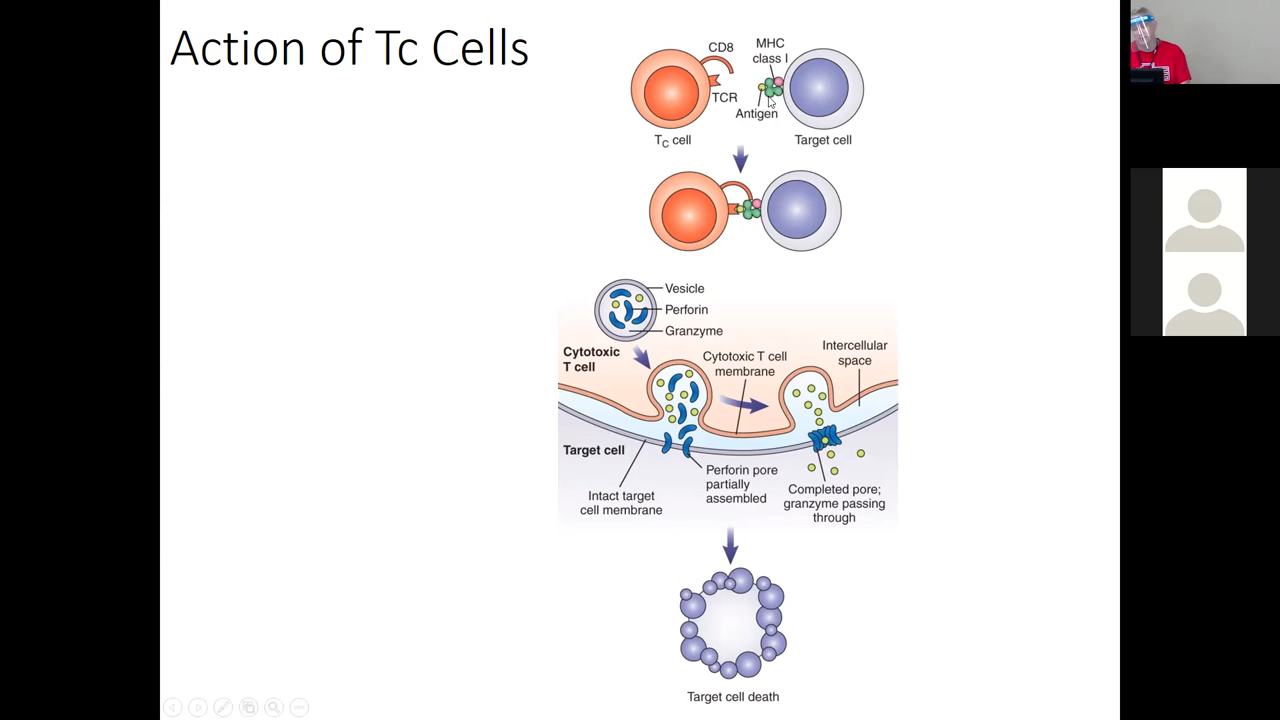 Action of Tc Cells
CD8
MHC
class I
TCR
Antigen
TC cell
Target cell
Vesicle
Perforin
Granzyme
Cytotoxic
T cell
Cytotoxic T cell
membrane
Intercellular
space
Target cell
Perforin pore
partially
assembled
Intact target
cell membrane
Completed pore;
granzyme passing
through
Target cell death